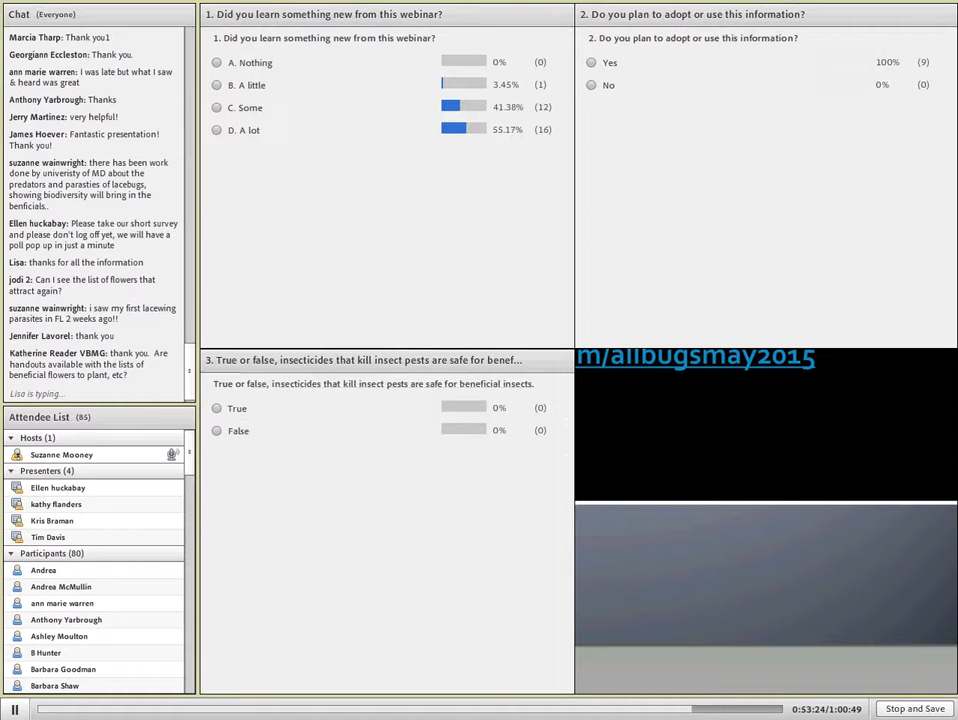 Chat (Everyone)
Marcia Tharp: Thank you1
Georgiann Eccleston: Thank you.
ann marie warren: I was late but what I saw
& heard was great
Anthony Yarbrough: Thanks
Jerry Martinez: very helpful!
James Hoever: Fantastic presentation!
Thank you!
suzanne wainwright: there has been work
done by univeristy of MD about the
predators and parasties of lacebugs,
showing biodiversity will bring in the
benficials..
Ellen huckabay: Please take our short survey
and please don't log off yet, we will have a
poll pop up in just a minute
Lisa: thanks for all the information
jodi 2: Can I see the list of flowers that
attract again?
suzanne wainwright: i saw my first lacewing
parasites in FL 2 weeks ago!!
Jennifer Lavorel: thank you
Katherine Reader VBMG: thank you. Are
handouts available with the lists of
beneficial flowers to plant, etc?
Lisa is typing...
Attendee List (85)
Hosts (1)
Suzanne Mooney
Presenters (4)
Ellen huckabay
kathy flanders
Kris Braman
Tim Davis
Participants (80)
Andrea
Andrea McMullin
ann marie warren
Anthony Yarbrough
Ashley Moulton
B Hunter
Barbara Goodman
Barbara Shaw
1. Did you learn something new from this webinar?
1. Did you learn something new from this webinar?
A. Nothing 0% (0)
B. A little 3.45% (1)
C. Some 41.38% (12)
D. A lot 55.17% (16)
2. Do you plan to adopt or use this information?
2. Do you plan to adopt or use this information?
Yes 100% (9)
No 0% (0)
3. True or false, insecticides that kill insect pests are safe for benef...
True or false, insecticides that kill insect pests are safe for beneficial insects.
True 0% (0)
False 0% (0)
m/allbugsmay2015
0:53:24/1:00:49
Stop and Save